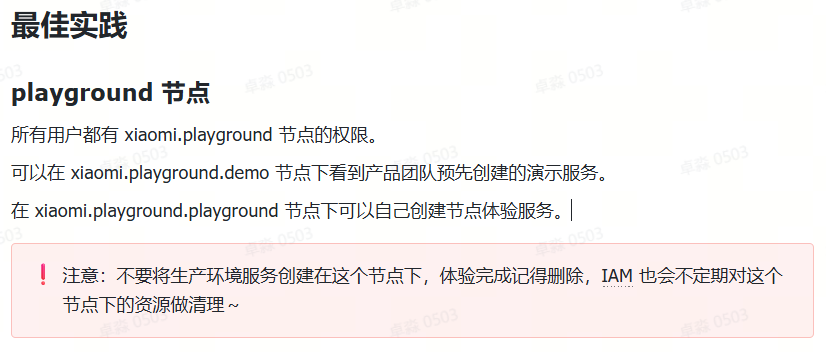 最佳实践
playground 节点
所有用户都有 xiaomi.playground 节点的权限。
可以在 xiaomi.playground.demo 节点下看到产品团队预先创建的演示服务。
在 xiaomi.playground.playground 节点下可以自己创建节点体验服务。
❗ 注意：不要将生产环境服务创建在这个节点下，体验完成记得删除，IAM 也会不定期对这个
节点下的资源做清理～
卓淼 0503